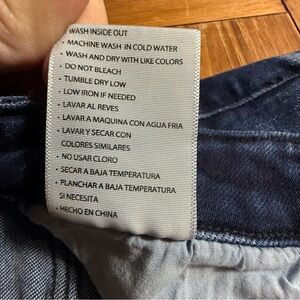 WASH INSIDE OUT
- MACHINE WASH IN COLD WATER
- WASH AND DRY WITH LIKE COLORS
- DO NOT BLEACH
- TUMBLE DRY LOW
- LOW IRON IF NEEDED
- LAVAR AL REVES
- LAVAR A MAQUINA CON AGUA FRIA
- LAVAR Y SECAR CON
COLORES SIMILARES
- NO USAR CLORO
- SECAR A BAJA TEMPERATURA
- PLANCHAR A BAJA TEMPERATURA
SI NECESITA
- HECHO EN CHINA